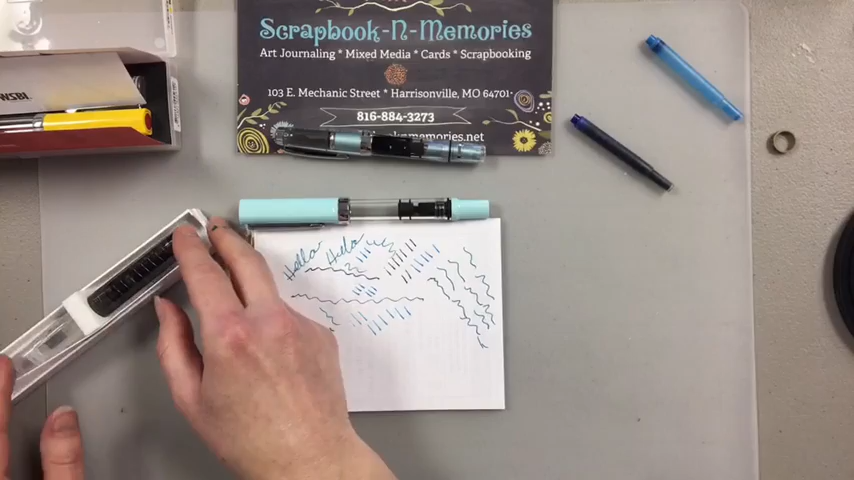 Scrapbook-N-Memories
Art Journaling * Mixed Media * Cards * Scrapbooking
103 E. Mechanic Street * Harrisonville, MO 64701
816-884-3273
WSBI
Hello Hello